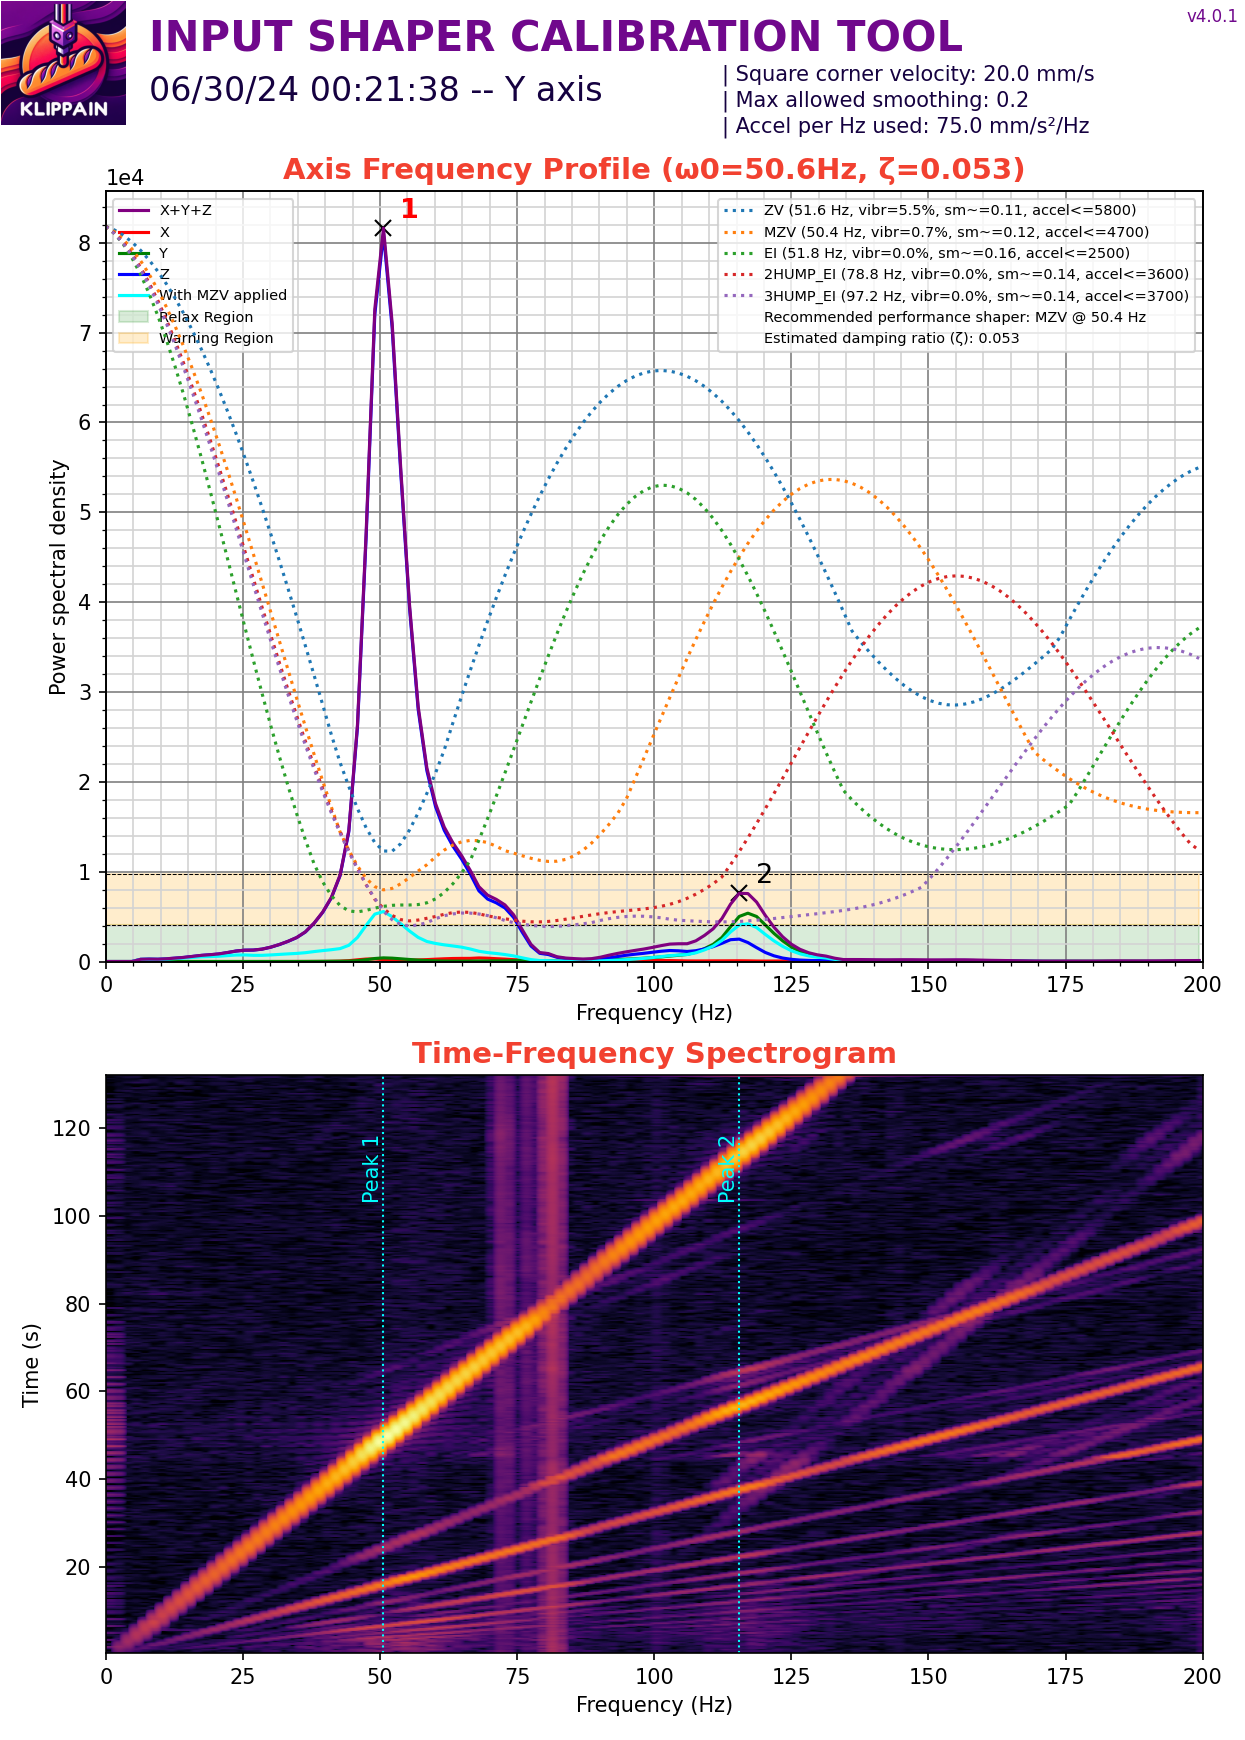 INPUT SHAPER CALIBRATION TOOL
v4.0.1
KLIPPAIN
06/30/24 00:21:38 -- Y axis
| Square corner velocity: 20.0 mm/s
| Max allowed smoothing: 0.2
| Accel per Hz used: 75.0 mm/s²/Hz
Axis Frequency Profile (ω0=50.6Hz, ζ=0.053)
1e4
X+Y+Z
X
Y
Z
With MZV applied
Relax Region
Warning Region
1
ZV (51.6 Hz, vibr=5.5%, sm~=0.11, accel<=5800)
MZV (50.4 Hz, vibr=0.7%, sm~=0.12, accel<=4700)
EI (51.8 Hz, vibr=0.0%, sm~=0.16, accel<=2500)
2HUMP_EI (78.8 Hz, vibr=0.0%, sm~=0.14, accel<=3600)
3HUMP_EI (97.2 Hz, vibr=0.0%, sm~=0.14, accel<=3700)
Recommended performance shaper: MZV @ 50.4 Hz
Estimated damping ratio (ζ): 0.053
8
7
6
5
4
3
2
1
0
Power spectral density
2
0 25 50 75 100 125 150 175 200
Frequency (Hz)
Time-Frequency Spectrogram
120
100
80
60
40
20
Time (s)
Peak 1
Peak 2
0 25 50 75 100 125 150 175 200
Frequency (Hz)